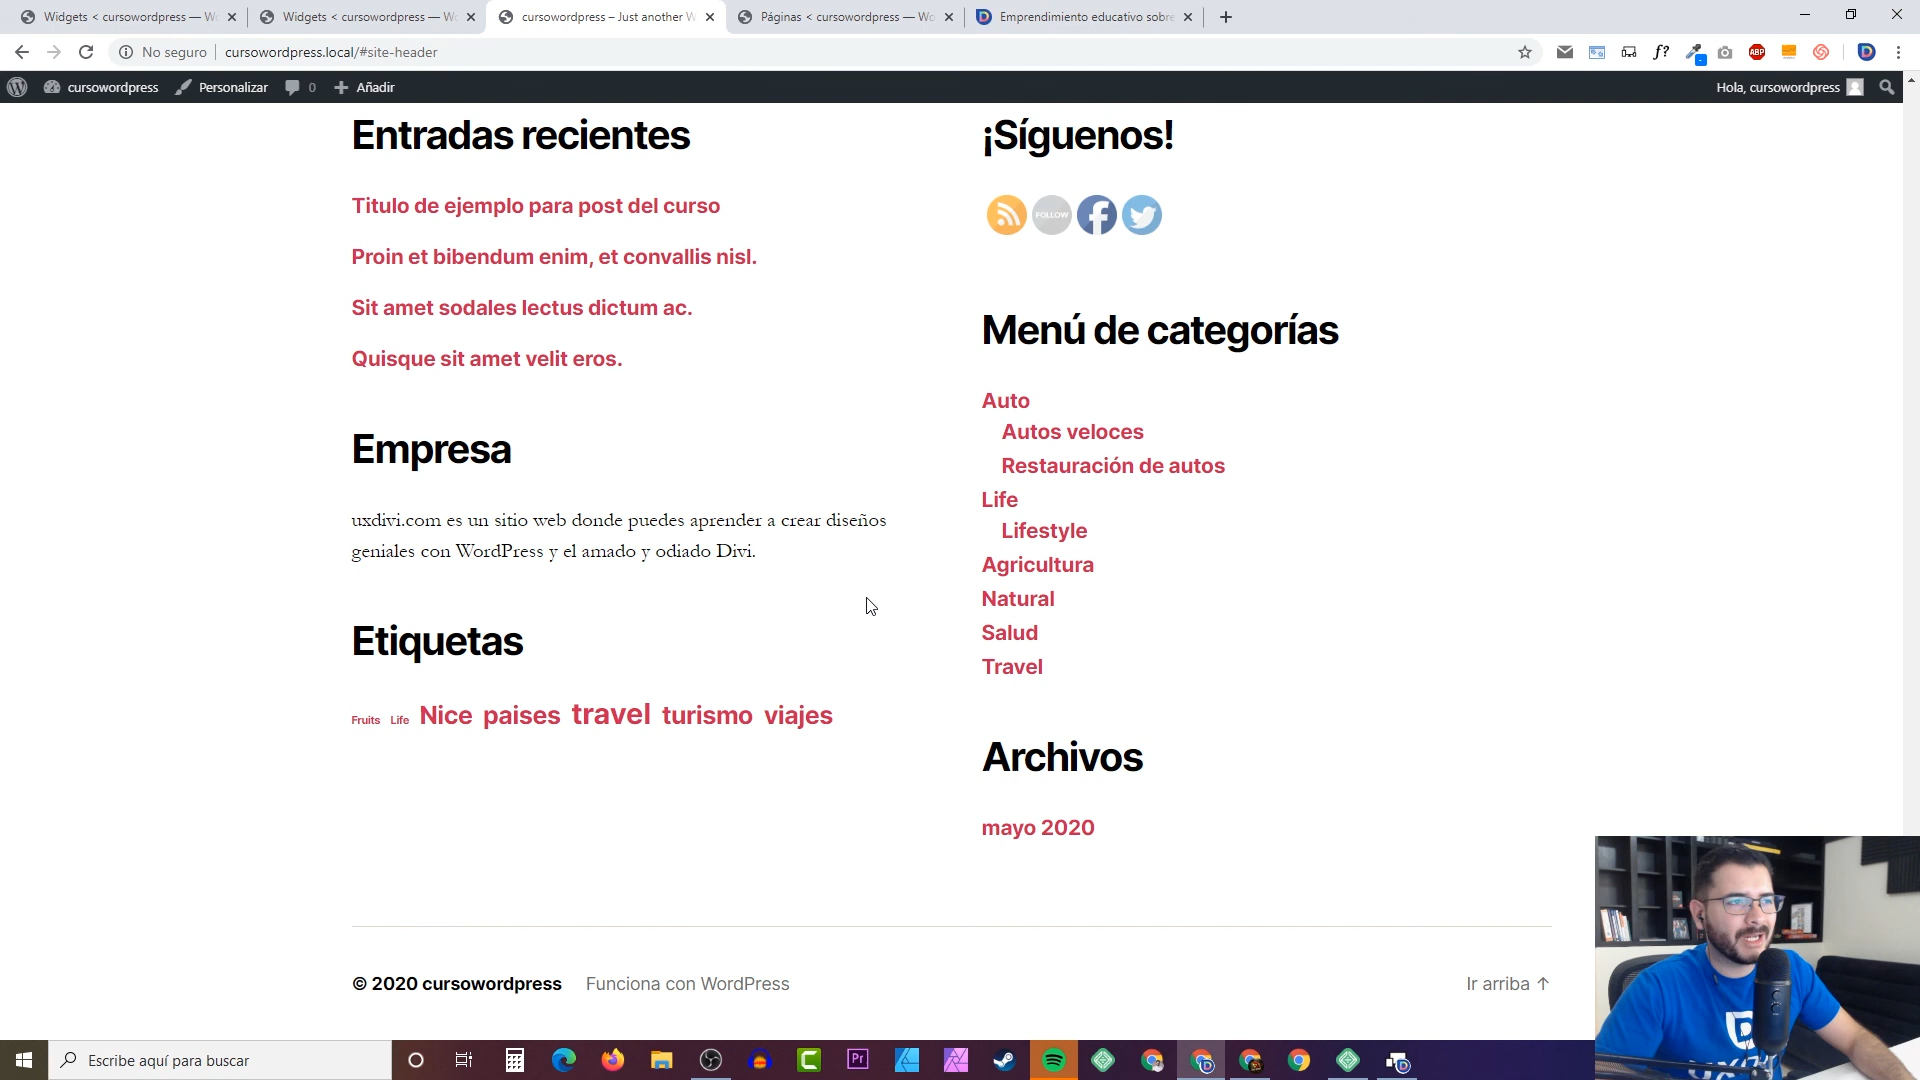 Widgets < cursowordpress — Wo
Widgets < cursowordpress — W
cursowordpress – Just another W
Páginas < cursowordpress — Wo
Emprendimiento educativo sobre
No seguro
cursowordpress.local/#site-header
f?
ABP
cursowordpress
Personalizar
0
Añadir
Hola, cursowordpress
Entradas recientes
Titulo de ejemplo para post del curso
Proin et bibendum enim, et convallis nisl.
Sit amet sodales lectus dictum ac.
Quisque sit amet velit eros.
Empresa
uxdivi.com es un sitio web donde puedes aprender a crear diseños
geniales con WordPress y el amado y odiado Divi.
Etiquetas
Fruits Life Nice paises travel turismo viajes
¡Síguenos!
FOLLOW
Menú de categorías
Auto
Autos veloces
Restauración de autos
Life
Lifestyle
Agricultura
Natural
Salud
Travel
Archivos
mayo 2020
© 2020 cursowordpress
Funciona con WordPress
Ir arriba ↑
Escribe aquí para buscar
Pr